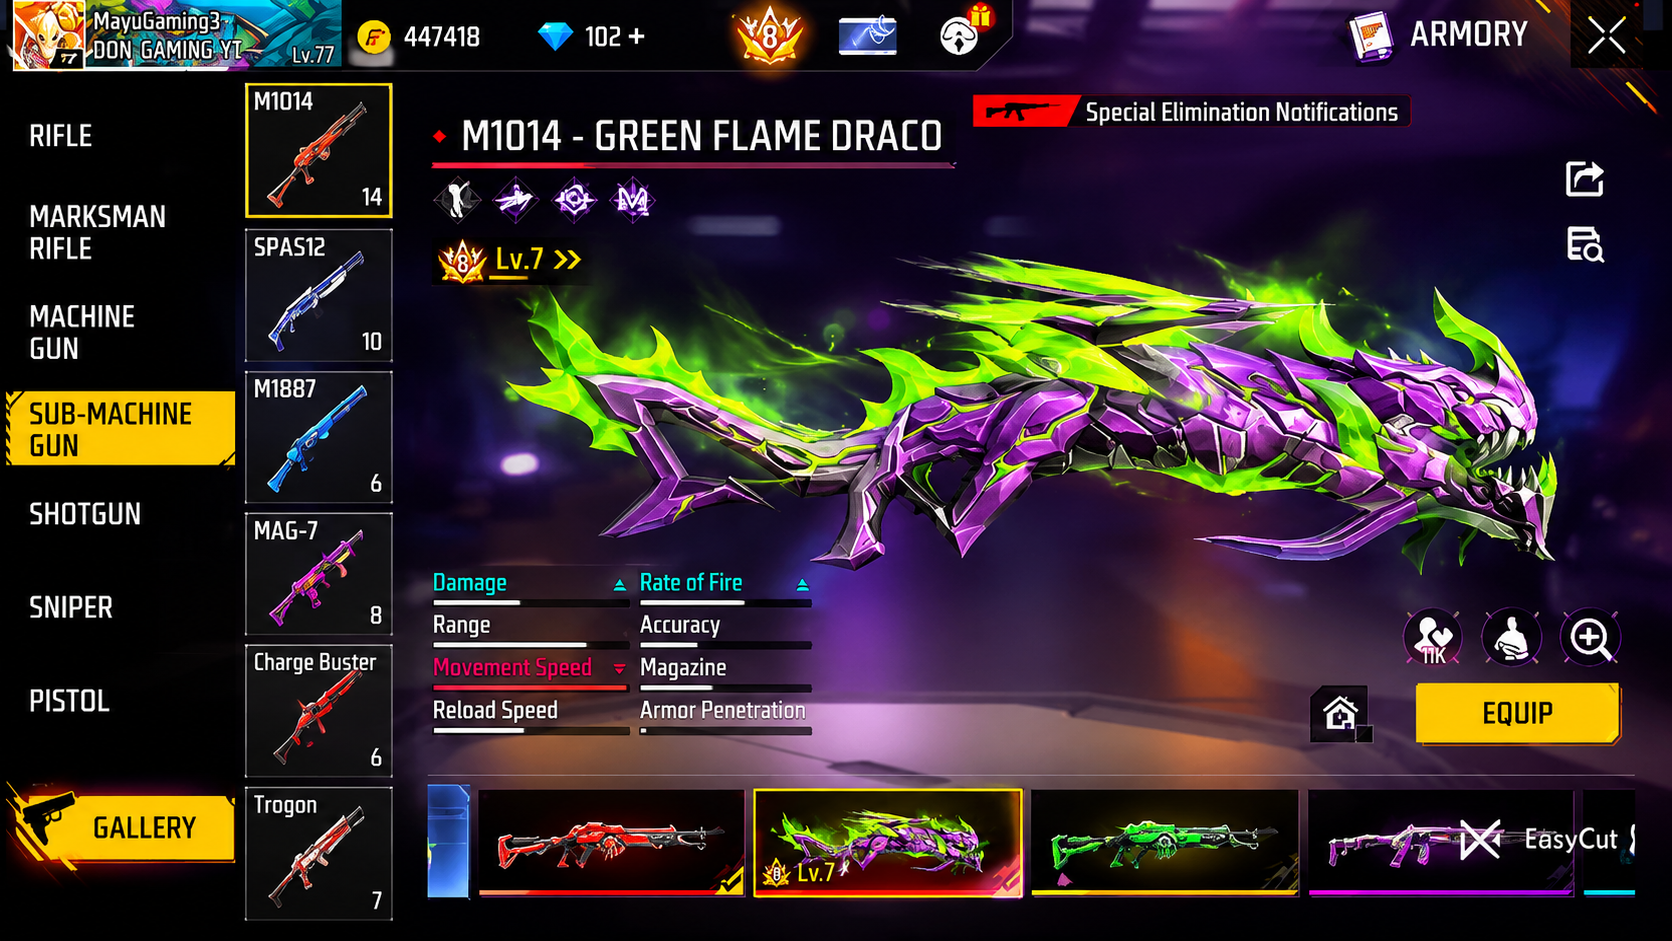 MayuGaming3
DON GAMING YT
Lv.77
447418
102 +
8
ARMORY
RIFLE
MARKSMAN
RIFLE
MACHINE
GUN
SUB-MACHINE
GUN
SHOTGUN
SNIPER
PISTOL
GALLERY
M1014
14
SPAS12
10
M1887
6
MAG-7
8
Charge Buster
6
Trogon
7
M1014 - GREEN FLAME DRACO
Special Elimination Notifications
M
8
Lv.7 >>
Damage
Rate of Fire
Range
Accuracy
Movement Speed
Magazine
Reload Speed
Armor Penetration
11K
EQUIP
8
Lv.7
EasyCut